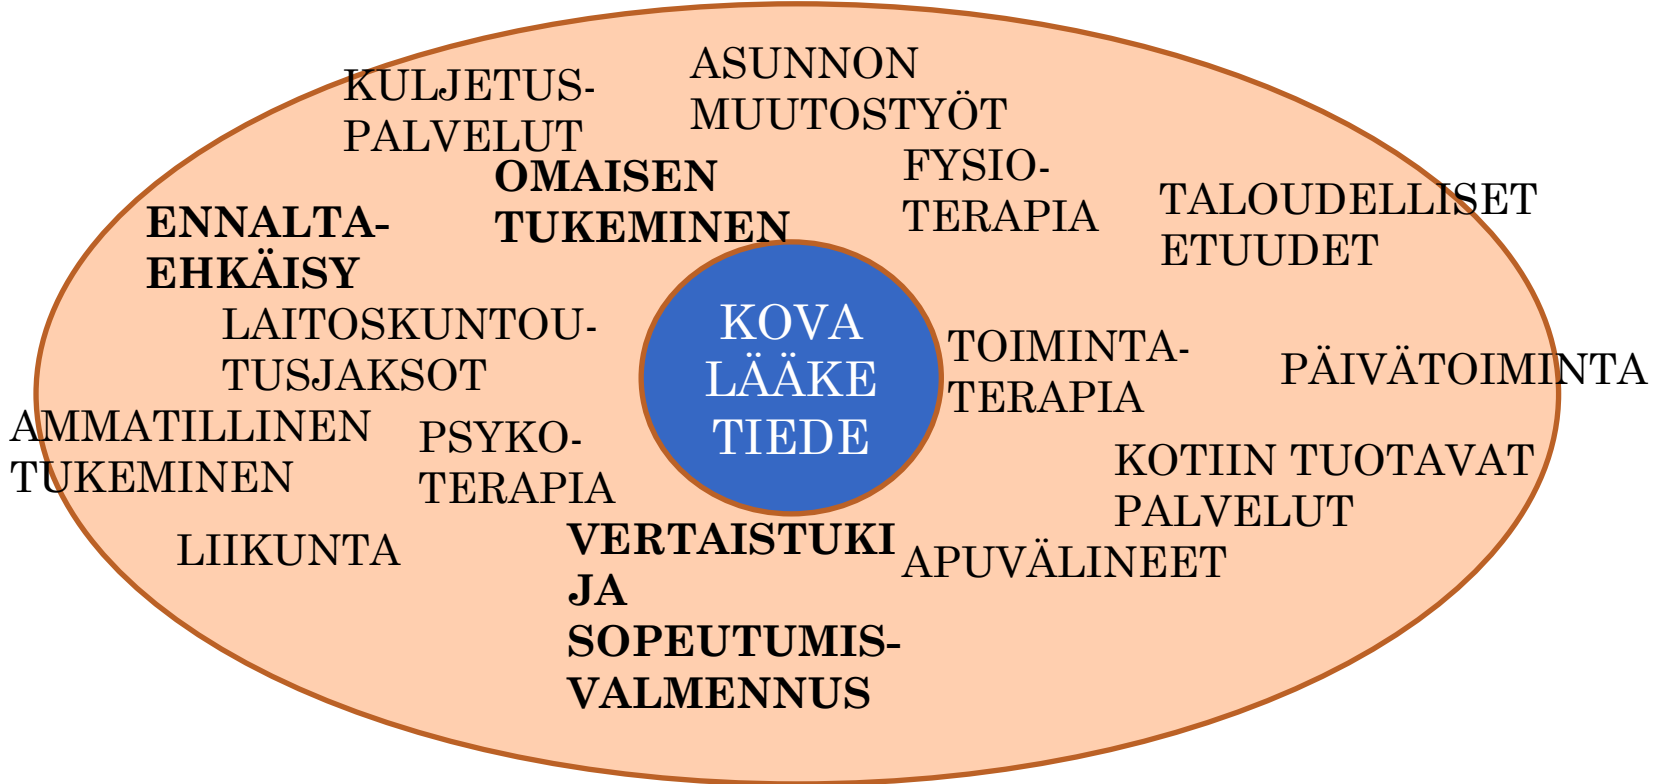 KULJETUS-
PALVELUT
ASUNNON
MUUTOSTYÖT
OMAISEN
TUKEMINEN
FYSIO-
TERAPIA
TALOUDELLISET
ETUUDET
ENNALTA-
EHKÄISY
LAITOSKUNTOU-
TUSJAKSOT
KOVA
LÄÄKE
TIEDE
TOIMINTA-
TERAPIA
PÄIVÄTOIMINTA
AMMATILLINEN
TUKEMINEN
PSYKO-
TERAPIA
KOTIIN TUOTAVAT
PALVELUT
LIIKUNTA
VERTAISTUKI
JA
SOPEUTUMIS-
VALMENNUS
APUVÄLINEET